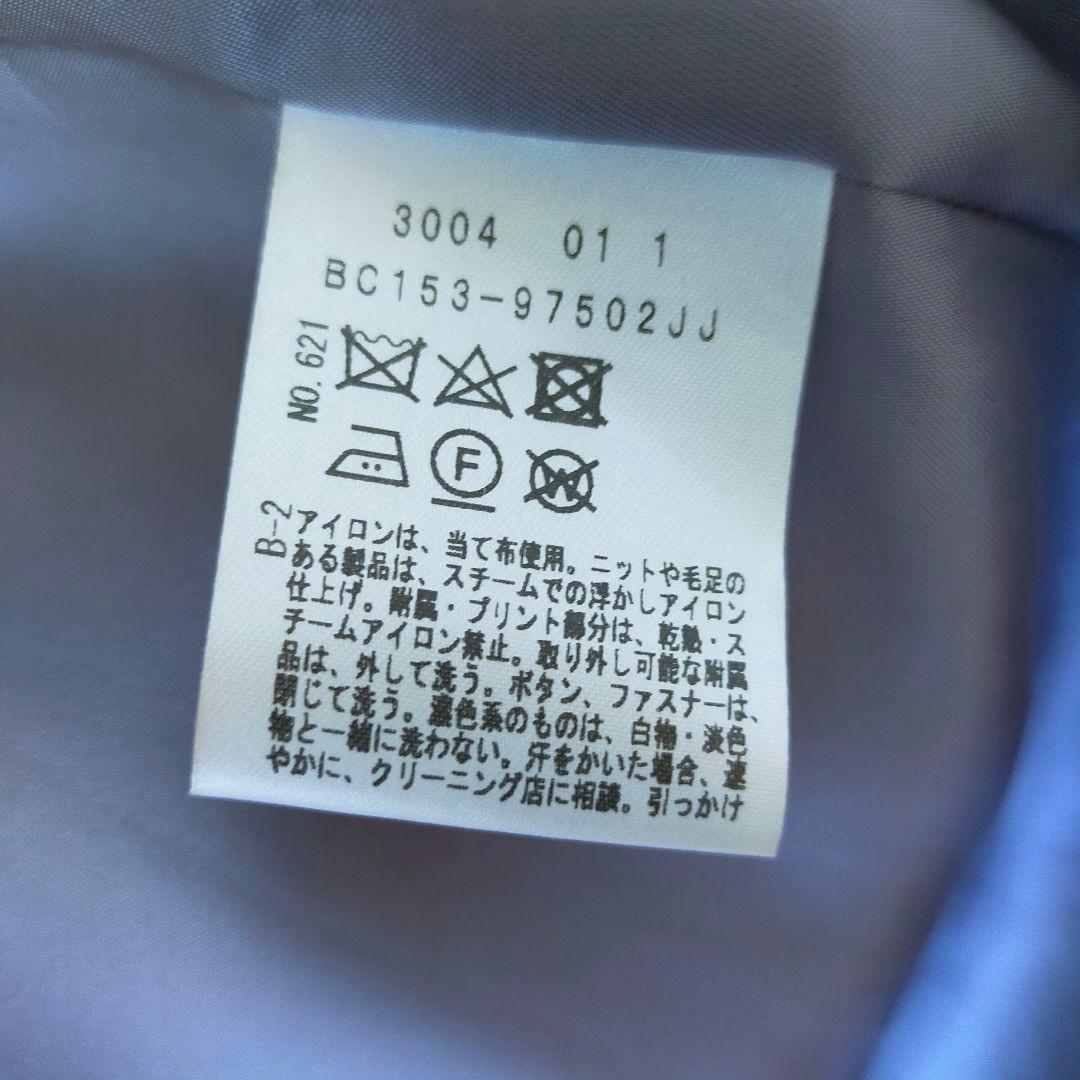 3004 01 1
BC153-97502JJ
NO. 621
F
W
B-2
アイロンは、当て布使用。ニットや毛足の
ある製品は、スチームでの浮かしアイロン
仕上げ。附属・プリント部分は、乾熱・ス
チームアイロン禁止。取り外し可能な附属
品は、外して洗う。ボタン、ファスナーは、
閉じて洗う。濃色系のものは、白物・淡色
物と一緒に洗わない。汗をかいた場合、速
やかに、クリーニング店に相談。引っかけ